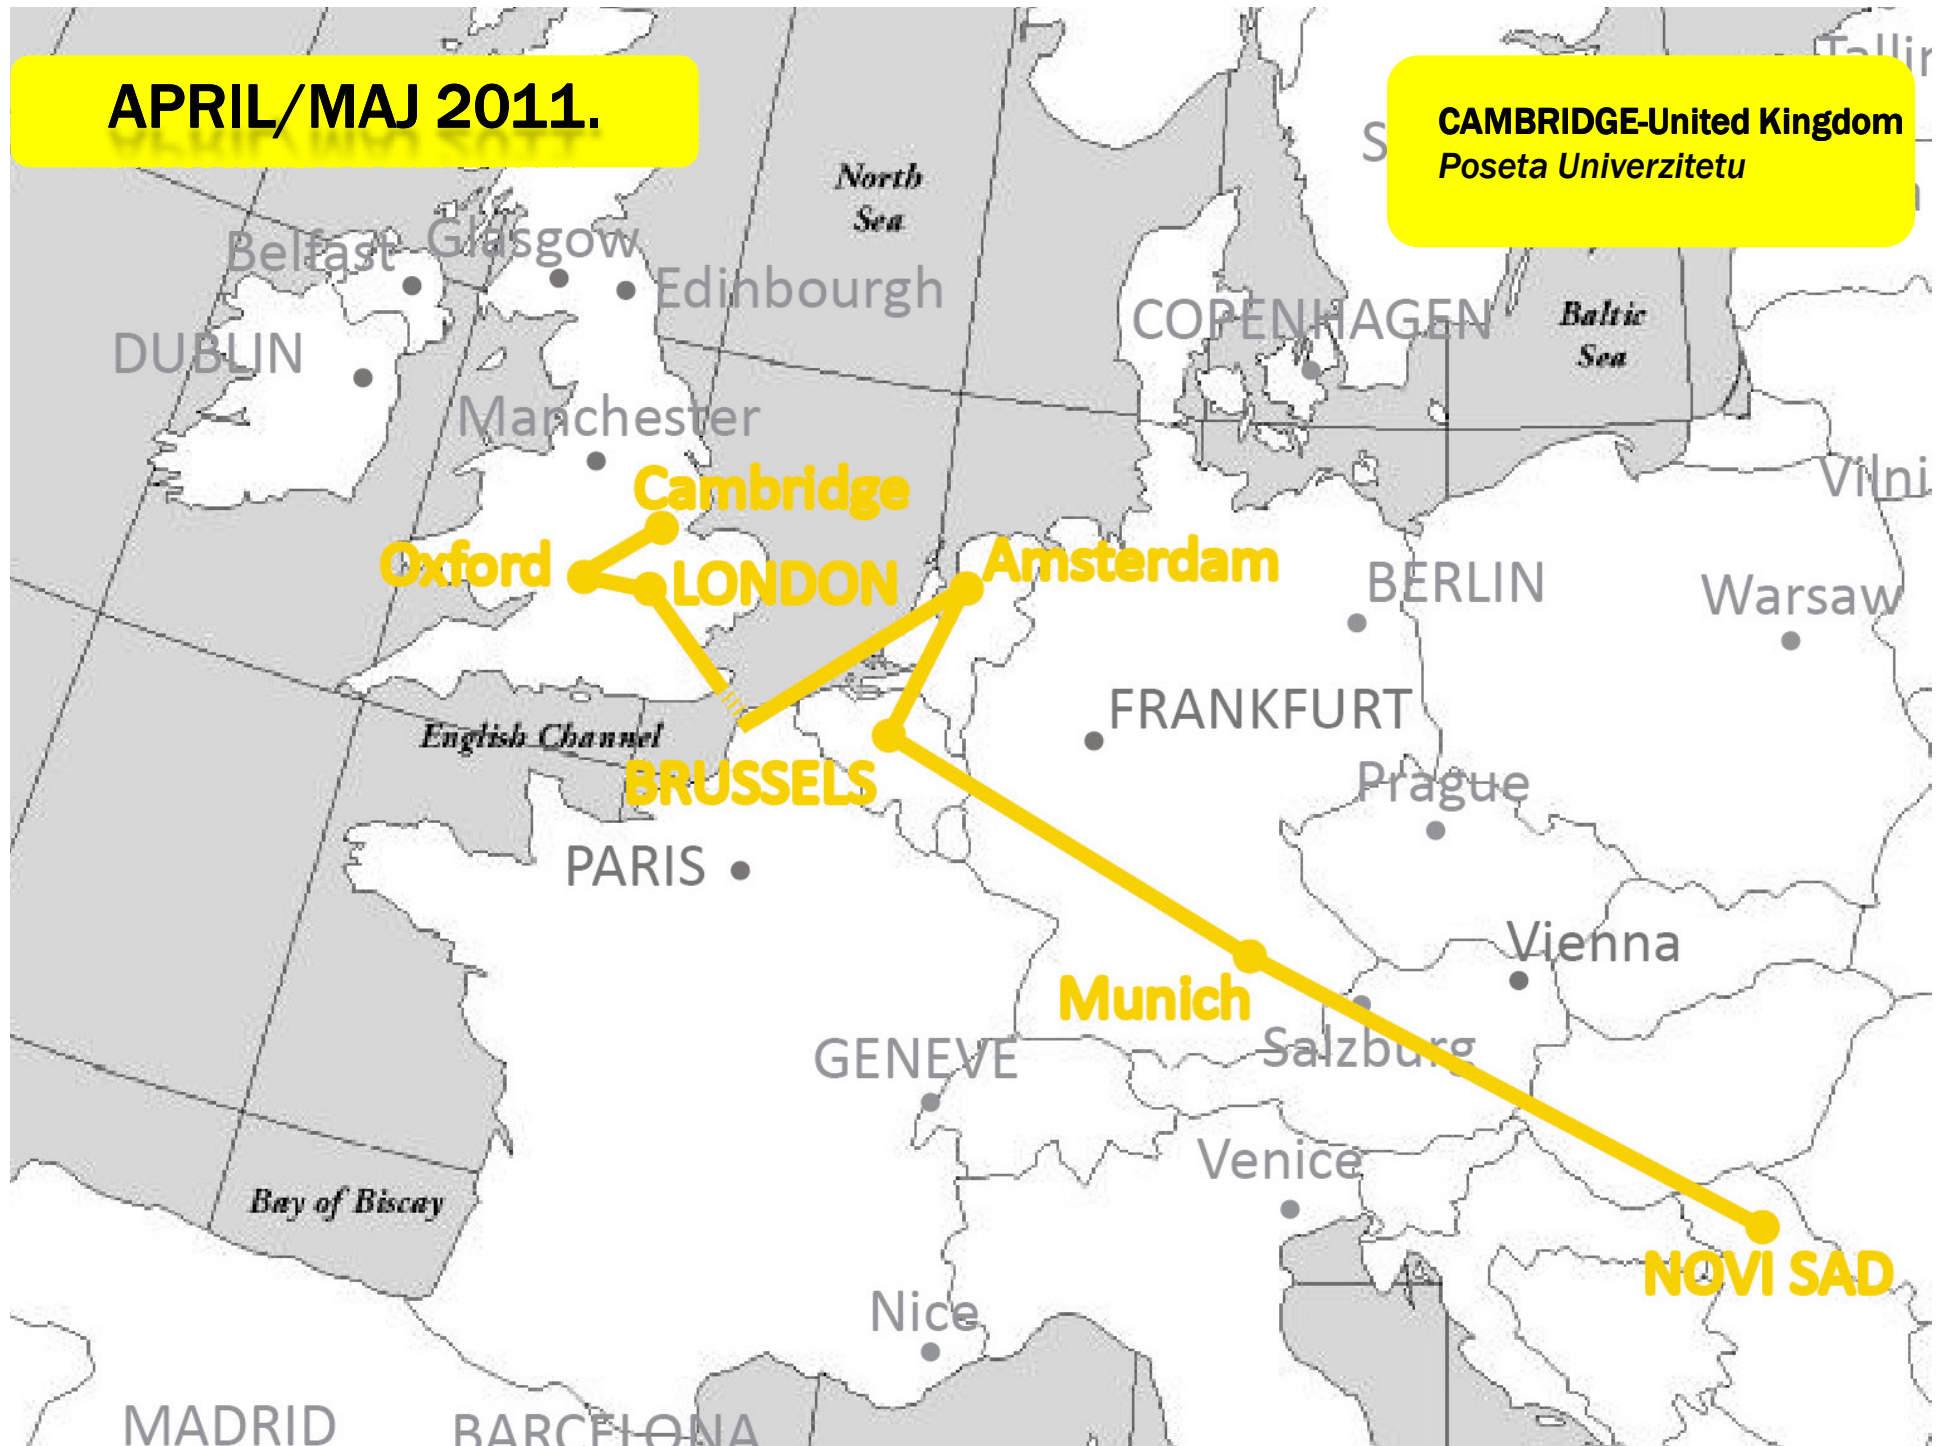 APRIL/MAJ 2011.
CAMBRIDGE-United Kingdom
Poseta Univerzitetu
North
Sea
Belfast
Glasgow
Edinbourgh
COPENHAGEN
Baltic
Sea
DUBLIN
Manchester
Cambridge
Oxford
LONDON
Amsterdam
BERLIN
Warsaw
FRANKFURT
English Channel
BRUSSELS
Prague
PARIS
Vienna
Munich
Salzburg
GENEVE
Venice
Bay of Biscay
NOVI SAD
Nice
MADRID
BARCELONA